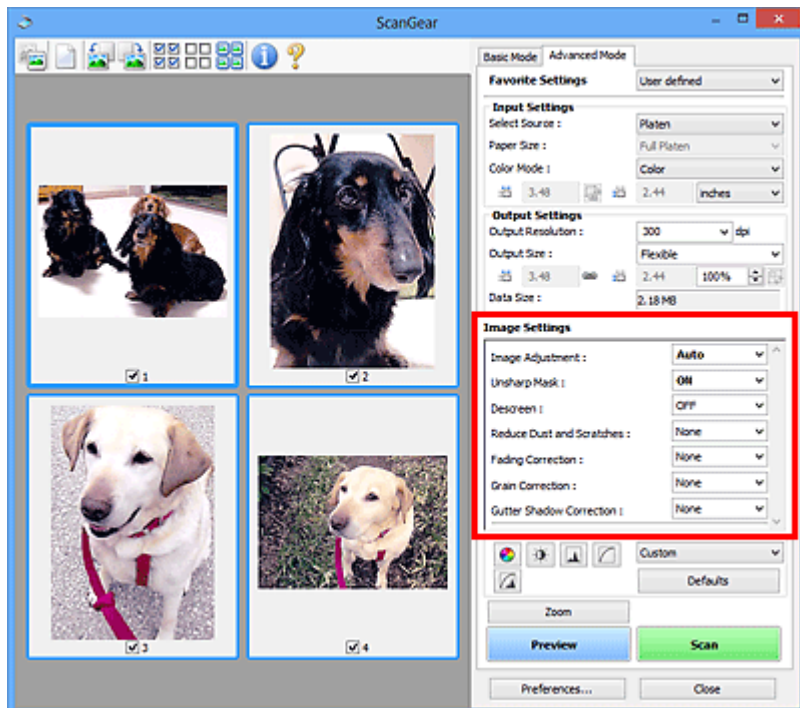 ScanGear
Basic Mode Advanced Mode
Favorite Settings User defined
Input Settings
Select Source : Platen
Paper Size : Full Platen
Color Mode : Color
3.48 2.44 inches
Output Settings
Output Resolution : 300 dpi
Output Size : Flexible
3.48 2.44 100%
Data Size : 2.18 MB
Image Settings
Image Adjustment : Auto
Unsharp Mask : ON
Descreen : OFF
Reduce Dust and Scratches : None
Fading Correction : None
Grain Correction : None
Gutter Shadow Correction : None
Custom
Defaults
Zoom
Preview Scan
Preferences... Close
1
2
3
4